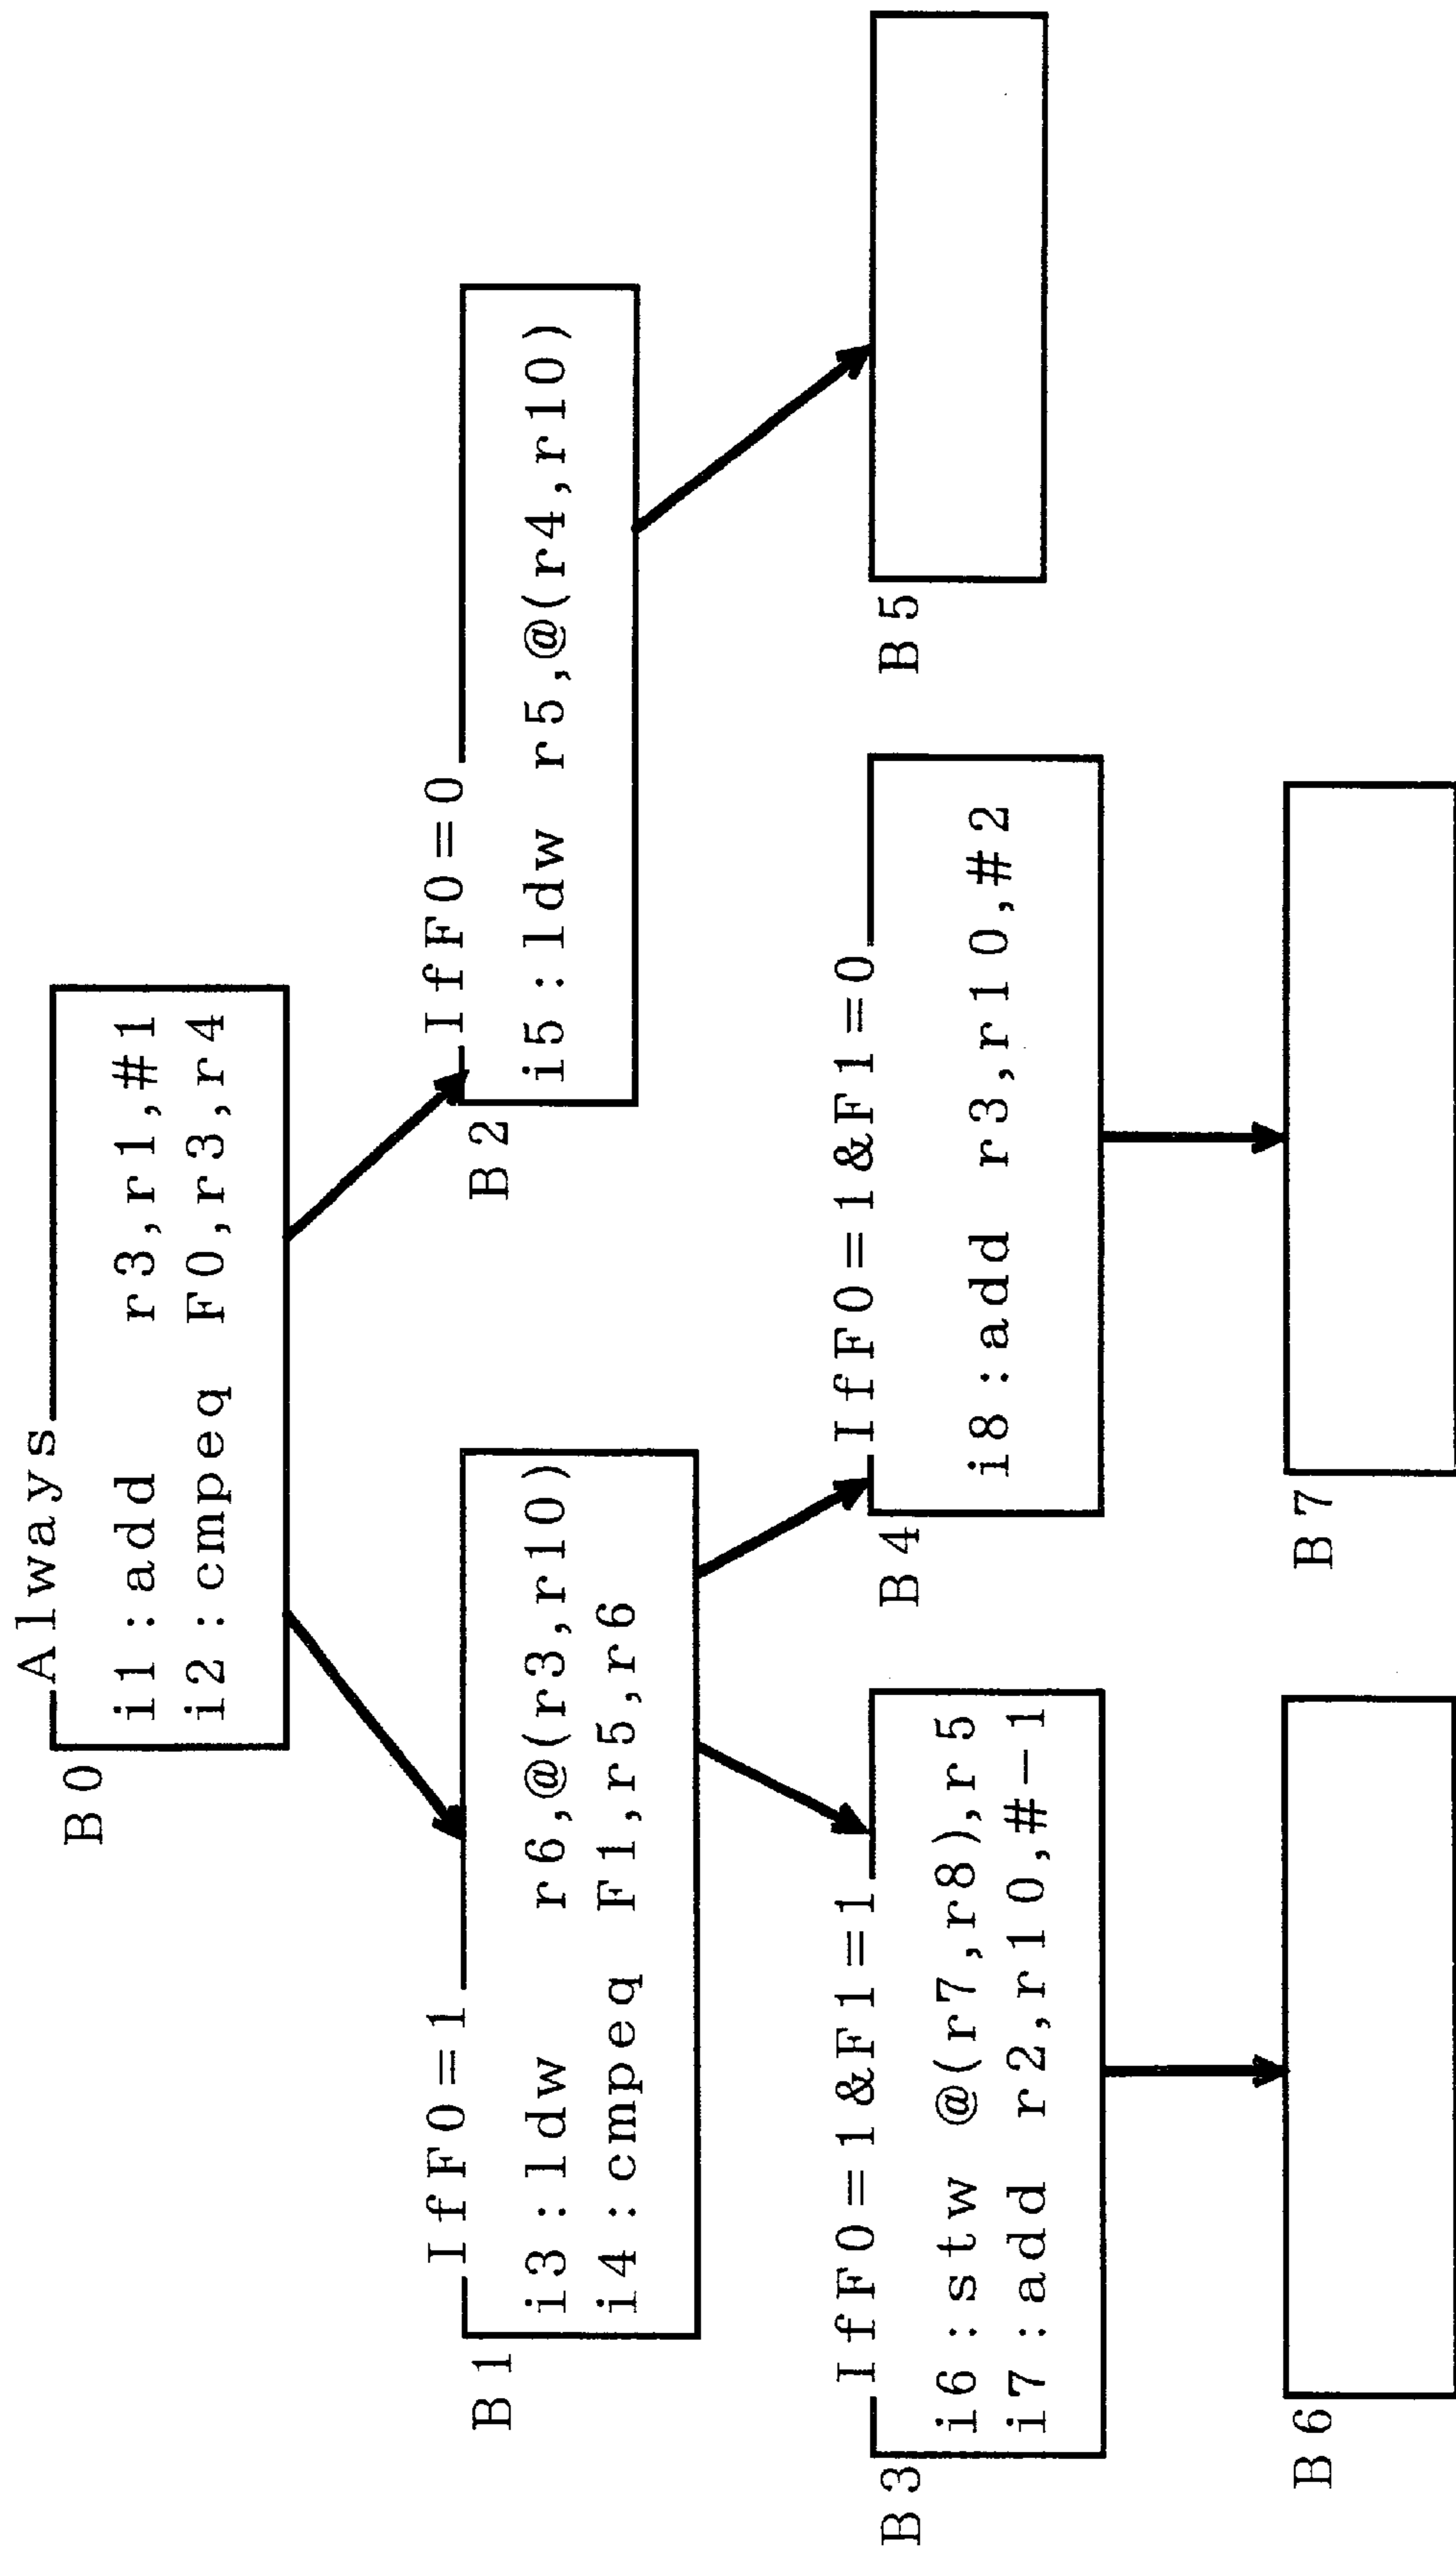 Always
B0
i1:add r3,r1,#1
i2:cmpeq F0,r3,r4
IfF0=1
B1
i3:ldw r6,@(r3,r10)
i4:cmpeq F1,r5,r6
IfF0=0
B2
i5:ldw r5,@(r4,r10)
IfF0=1&F1=1
B3
i6:stw @(r7,r8),r5
i7:add r2,r10,#-1
IfF0=1&F1=0
B4
i8:add r3,r10,#2
B5
B6
B7